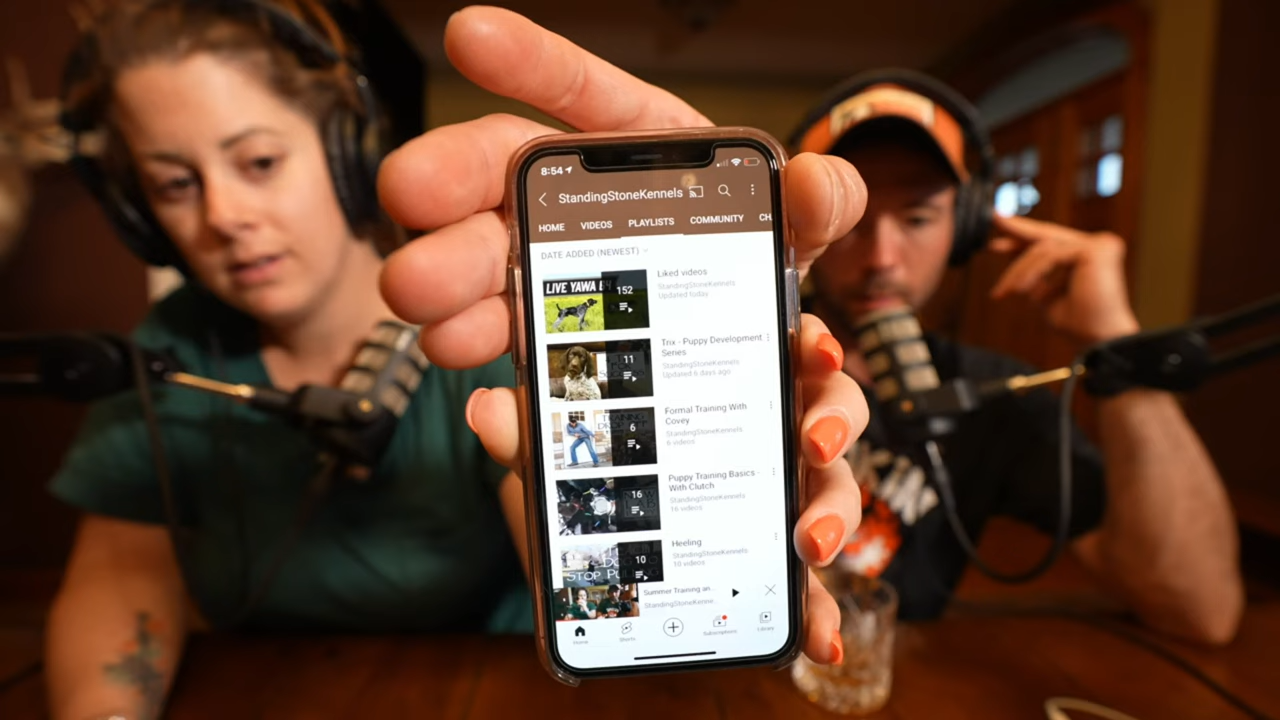 8:54
StandingStoneKennels
HOME VIDEOS PLAYLISTS COMMUNITY CH
DATE ADDED (NEWEST)
LIVE YAWA
152
Liked videos
StandingStoneKennels
Updated today
11
Trix - Puppy Development
Series
StandingStoneKennels
Updated 6 days ago
6
Formal Training With
Covey
StandingStoneKennels
6 videos
16
Puppy Training Basics -
With Clutch
StandingStoneKennels
16 videos
10
STOP
Heeling
StandingStoneKennels
10 videos
Summer Training an...
StandingStoneKenne...
Home Shorts Subscriptions Library